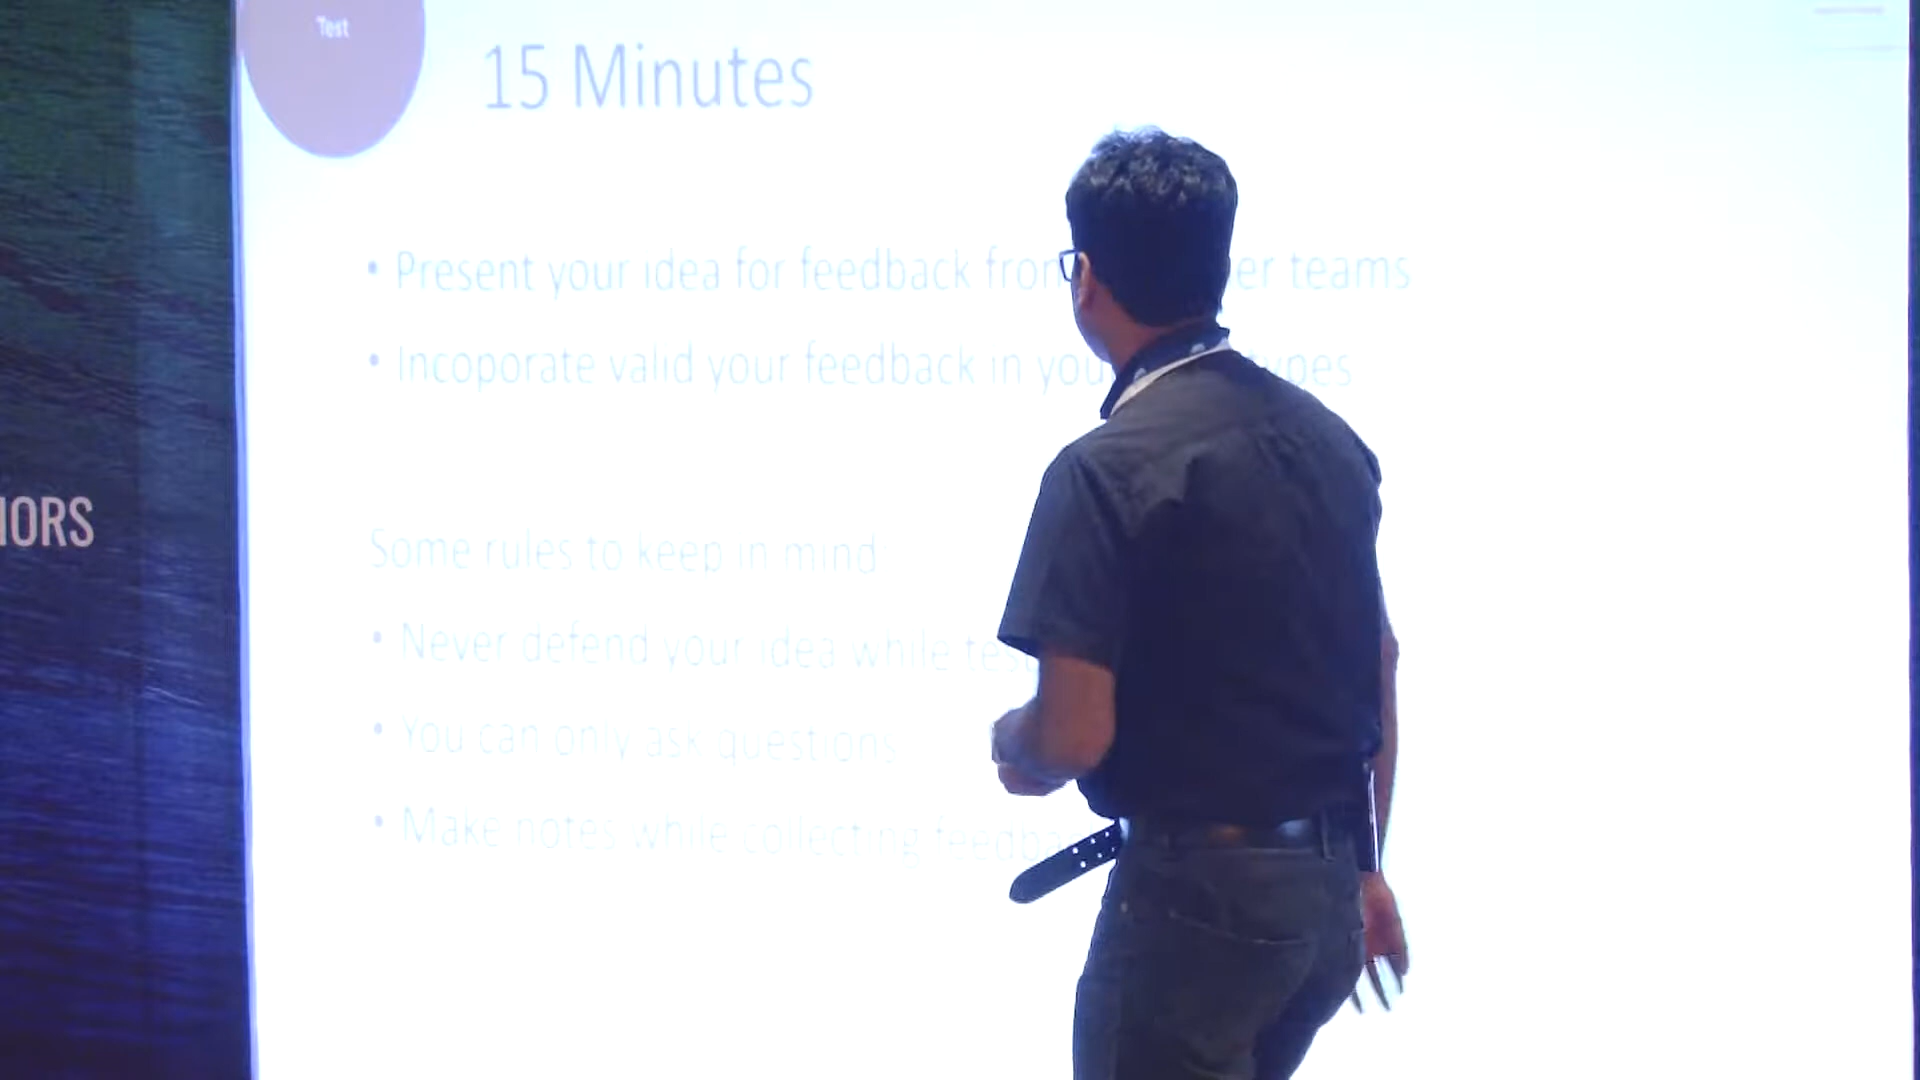 Test
15 Minutes
• Present your idea for feedback from er teams
• Incoporate valid your feedback in you types
Some rules to keep in mind:
• Never defend your idea while tes
• You can only ask questions
• Make notes while collecting feedba
IORS